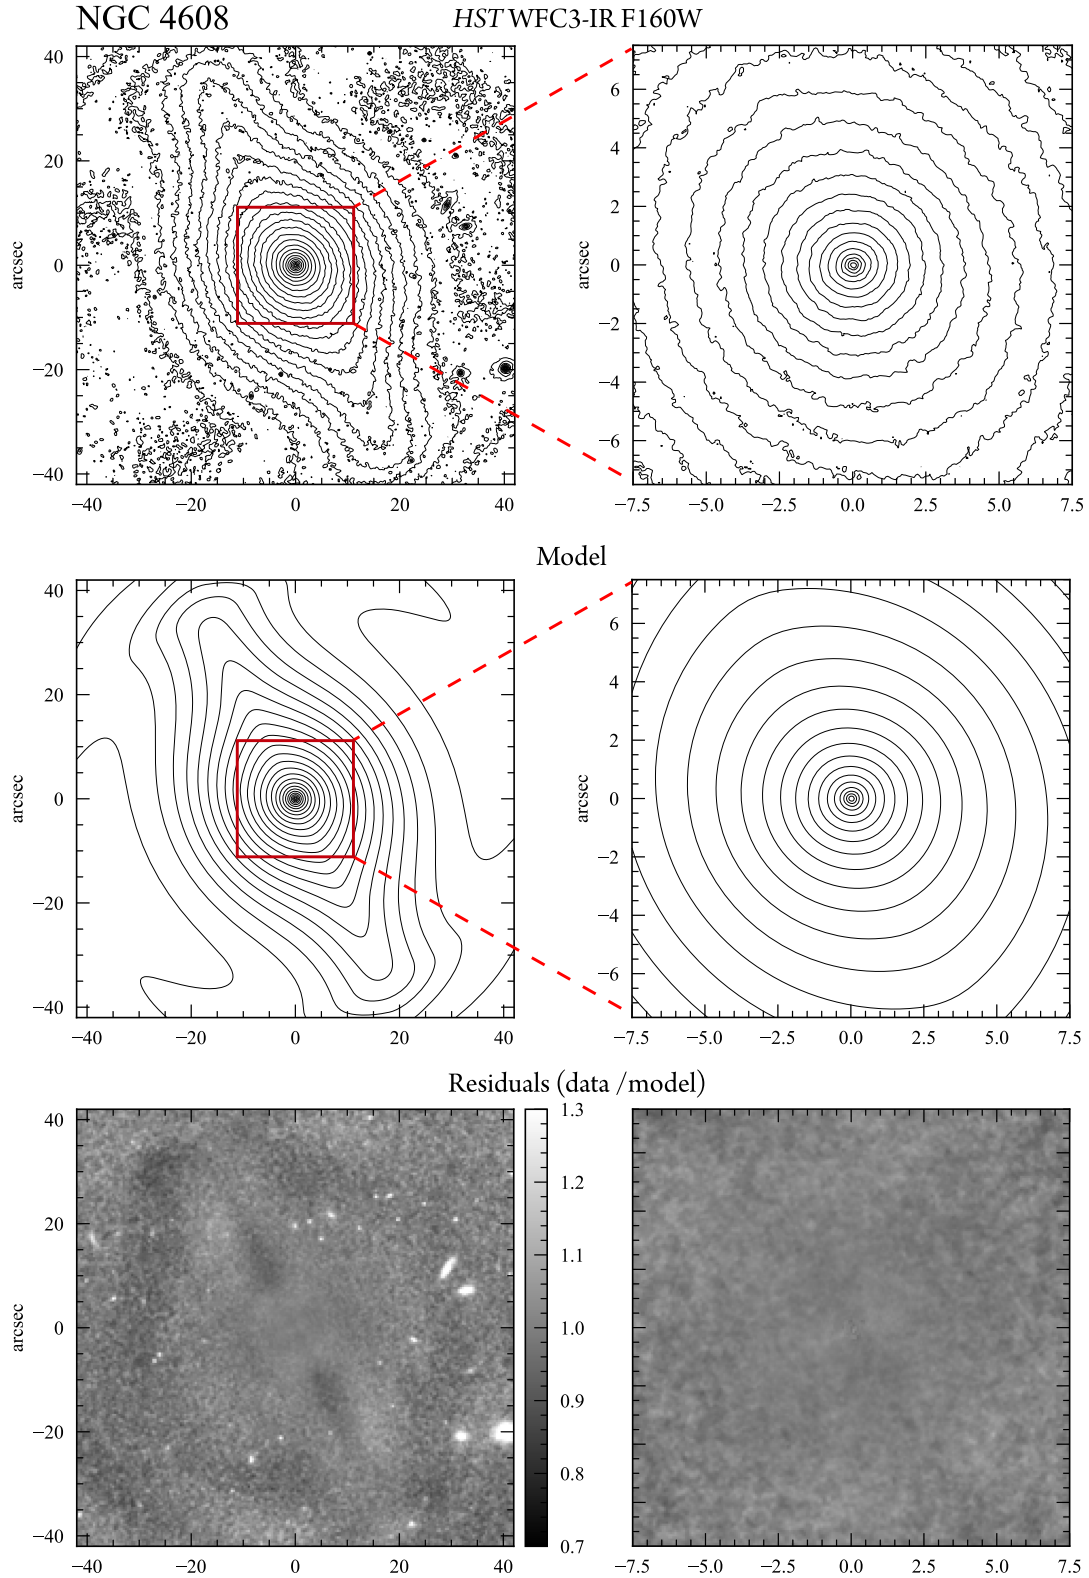 NGC 4608
HST WFC3-IR F160W
40
20
0
−20
−40
arcsec
−40 −20 0 20 40
6
4
2
0
−2
−4
−6
arcsec
−7.5 −5.0 −2.5 0.0 2.5 5.0 7.5
Model
40
20
0
−20
−40
arcsec
−40 −20 0 20 40
6
4
2
0
−2
−4
−6
arcsec
−7.5 −5.0 −2.5 0.0 2.5 5.0 7.5
Residuals (data /model)
40
20
0
−20
−40
arcsec
−40 −20 0 20 40
1.3
1.2
1.1
1.0
0.9
0.8
0.7
−7.5 −5.0 −2.5 0.0 2.5 5.0 7.5